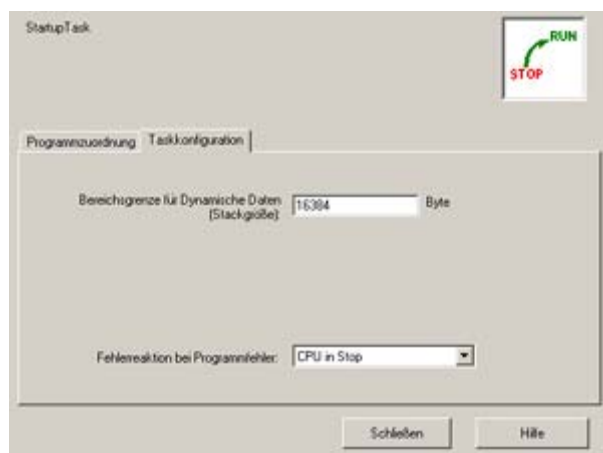 StartupTask
RUN
STOP
Programmzuordnung
Taskkonfiguration
Bereichsgrenze für Dynamische Daten
(Stackgröße):
16384
Byte
Fehlerreaktion bei Programmfehler:
CPU in Stop
Schließen
Hilfe